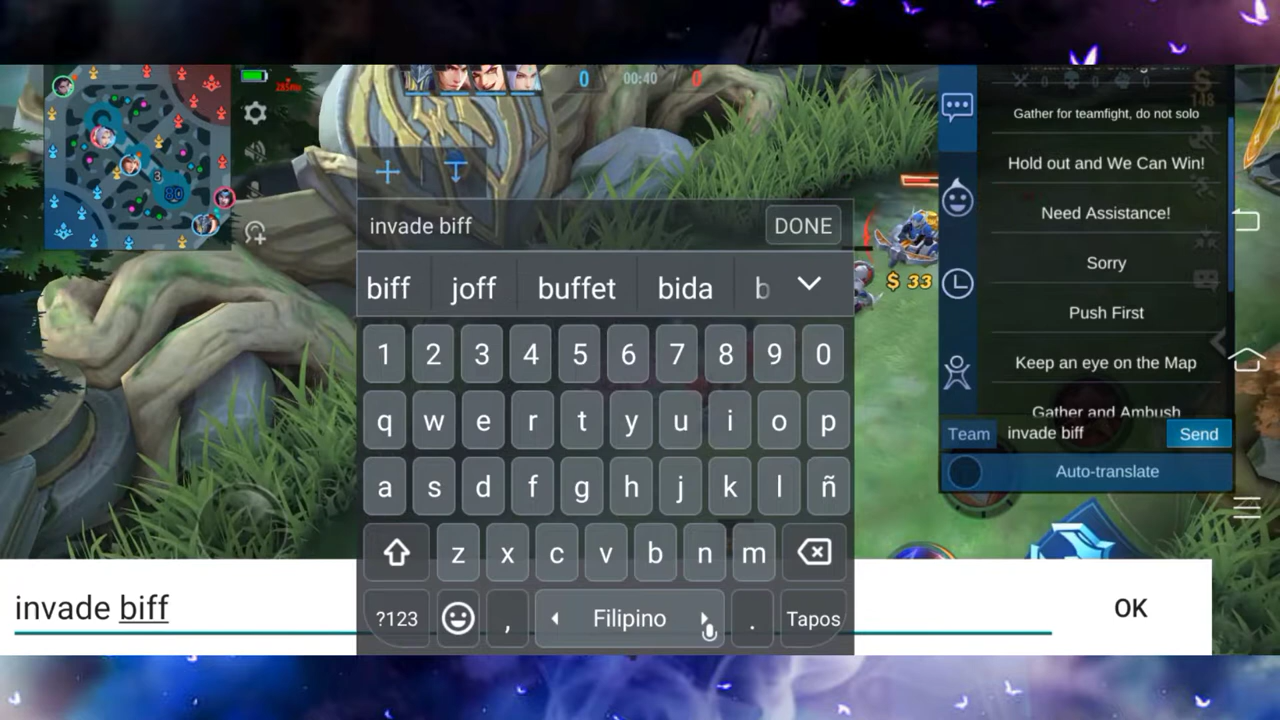 285ms
0 00:40 0
3
Gather for teamfight, do not solo
118
Hold out and We Can Win!
Need Assistance!
Sorry
Push First
Keep an eye on the Map
Gather and Ambush
$ 33
Team invade biff Send
Auto-translate
invade biff DONE
biff joff buffet bida b
1 2 3 4 5 6 7 8 9 0
q w e r t y u i o p
a s d f g h j k l ñ
z x c v b n m
?123 , Filipino . Tapos
invade biff OK